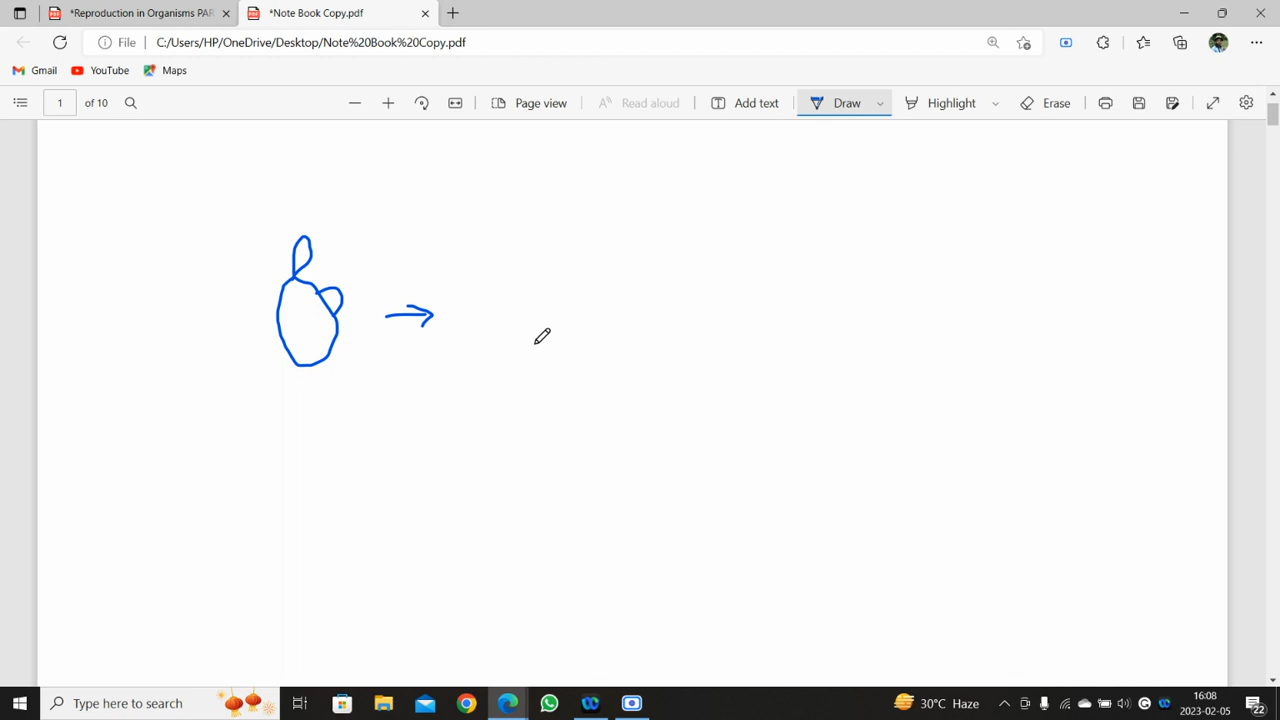 *Reproduction in Organisms PAR
*Note Book Copy.pdf
File
C:/Users/HP/OneDrive/Desktop/Note%20Book%20Copy.pdf
Gmail
YouTube
Maps
1 of 10
Page view
Read aloud
Add text
Draw
Highlight
Erase
Type here to search
30°C Haze
16:08
2023-02-05
22